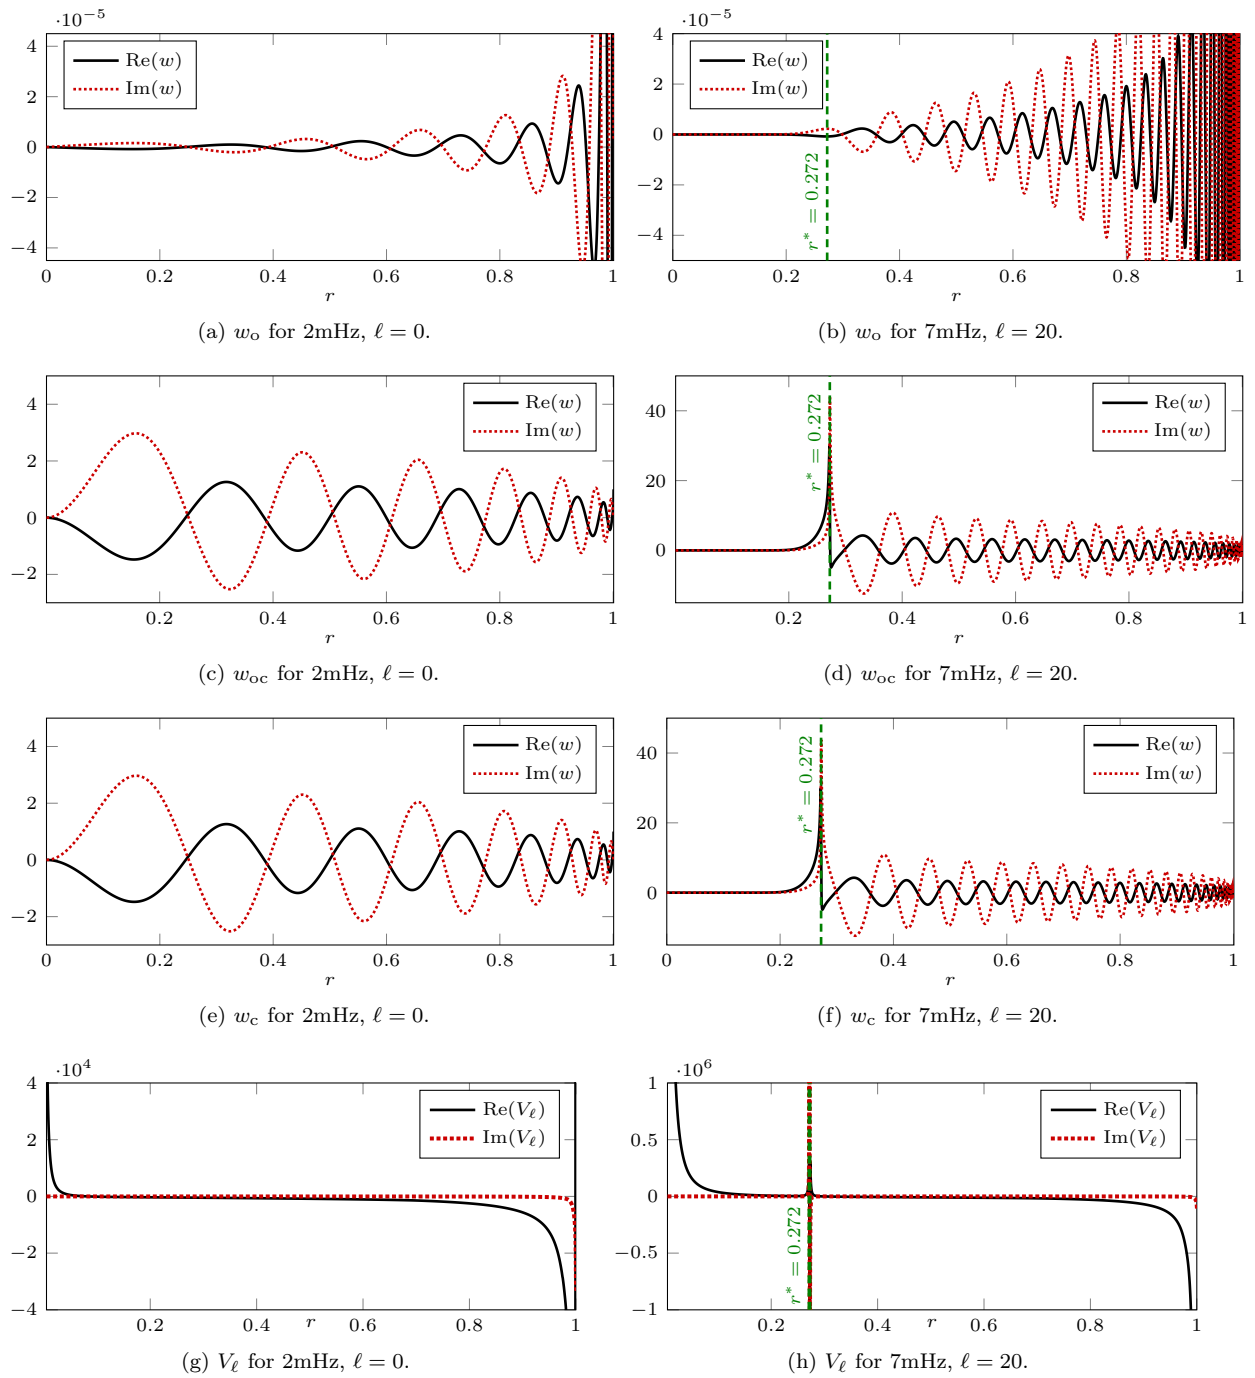 ·10⁻⁵
4
2
0
−2
−4
0 0.2 0.4 0.6 0.8 1
r
Re(w)
Im(w)
(a) wₒ for 2mHz, ℓ = 0.
·10⁻⁵
4
2
0
−2
−4
0 0.2 0.4 0.6 0.8 1
r
Re(w)
Im(w)
r* = 0.272
(b) wₒ for 7mHz, ℓ = 20.
4
2
0
−2
0.2 0.4 0.6 0.8 1
r
Re(w)
Im(w)
(c) w_oc for 2mHz, ℓ = 0.
40
20
0
0.2 0.4 0.6 0.8 1
r
Re(w)
Im(w)
r* = 0.272
(d) w_oc for 7mHz, ℓ = 20.
4
2
0
−2
0 0.2 0.4 0.6 0.8 1
r
Re(w)
Im(w)
(e) w_c for 2mHz, ℓ = 0.
40
20
0
0 0.2 0.4 0.6 0.8 1
r
Re(w)
Im(w)
r* = 0.272
(f) w_c for 7mHz, ℓ = 20.
·10⁴
4
2
0
−2
−4
0.2 0.4 r 0.6 0.8 1
Re(V_ℓ)
Im(V_ℓ)
(g) V_ℓ for 2mHz, ℓ = 0.
·10⁶
1
0.5
0
−0.5
−1
0.2 0.4 r 0.6 0.8 1
Re(V_ℓ)
Im(V_ℓ)
r* = 0.272
(h) V_ℓ for 7mHz, ℓ = 20.